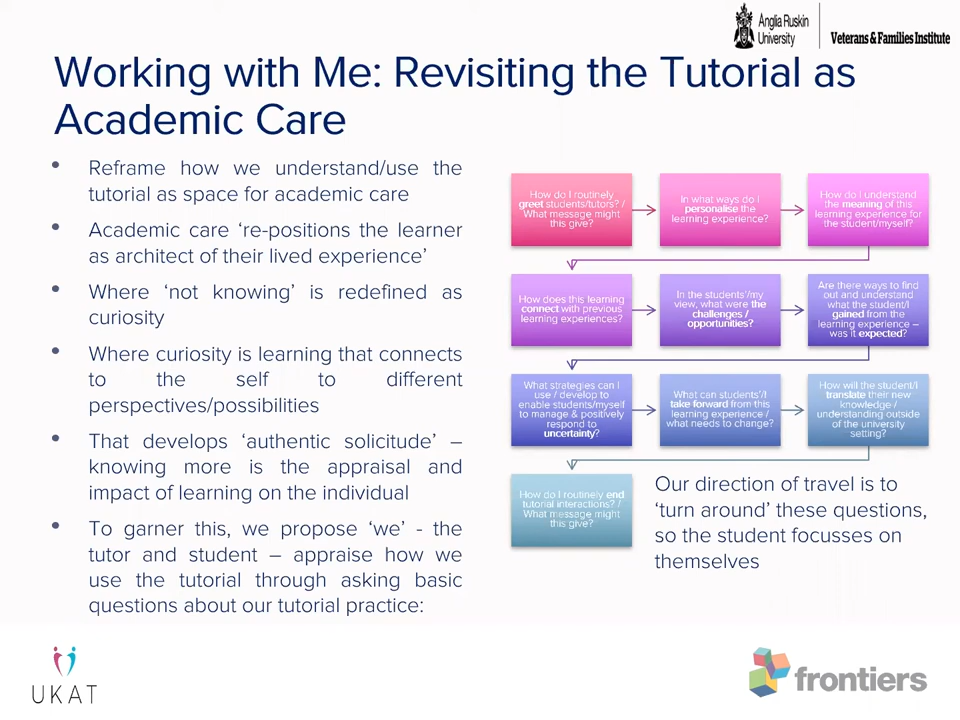 Anglia Ruskin
University
Veterans & Families Institute
Working with Me: Revisiting the Tutorial as
Academic Care
• Reframe how we understand/use the
tutorial as space for academic care
• Academic care ‘re-positions the learner
as architect of their lived experience’
• Where ‘not knowing’ is redefined as
curiosity
• Where curiosity is learning that connects
to the self to different
perspectives/possibilities
• That develops ‘authentic solicitude’ –
knowing more is the appraisal and
impact of learning on the individual
• To garner this, we propose ‘we’ - the
tutor and student – appraise how we
use the tutorial through asking basic
questions about our tutorial practice:
How do I routinely
greet students/tutors? /
What message might
this give?
In what ways do I
personalise the
learning experience?
How do I understand
the meaning of this
learning experience for
the student/myself?
How does this learning
connect with previous
learning experiences?
In the students'/my
view, what were the
challenges /
opportunities?
Are there ways to find
out and understand
what the student/I
gained from the
learning experience –
was it expected?
What strategies can I
use / develop to
enable students/myself
to manage & positively
respond to
uncertainty?
What can students'/I
take forward from this
learning experience /
what needs to change?
How will the student/I
translate their new
knowledge /
understanding outside
of the university
setting?
How do I routinely end
tutorial interactions? /
What message might
this give?
Our direction of travel is to
‘turn around’ these questions,
so the student focusses on
themselves
UKAT
frontiers